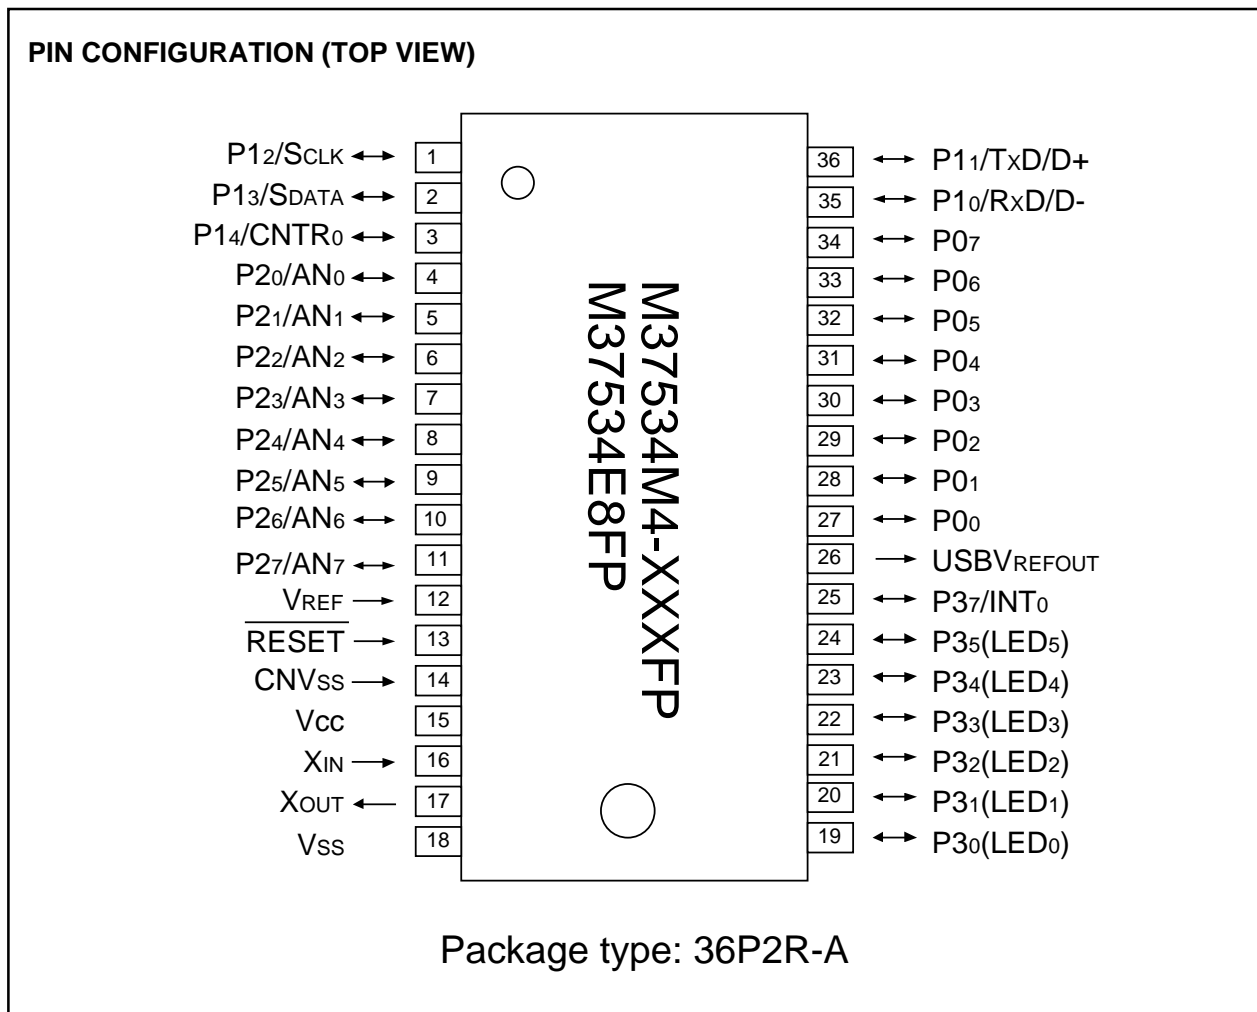 PIN CONFIGURATION (TOP VIEW)
P12/SCLK 1
P13/SDATA 2
P14/CNTR0 3
P20/AN0 4
P21/AN1 5
P22/AN2 6
P23/AN3 7
P24/AN4 8
P25/AN5 9
P26/AN6 10
P27/AN7 11
VREF 12
RESET 13
CNVSS 14
Vcc 15
XIN 16
XOUT 17
VSS 18
M37534M4-XXXFP
M37534E8FP
36 P11/TXD/D+
35 P10/RXD/D-
34 P07
33 P06
32 P05
31 P04
30 P03
29 P02
28 P01
27 P00
26 USBVREFOUT
25 P37/INT0
24 P35(LED5)
23 P34(LED4)
22 P33(LED3)
21 P32(LED2)
20 P31(LED1)
19 P30(LED0)
Package type: 36P2R-A